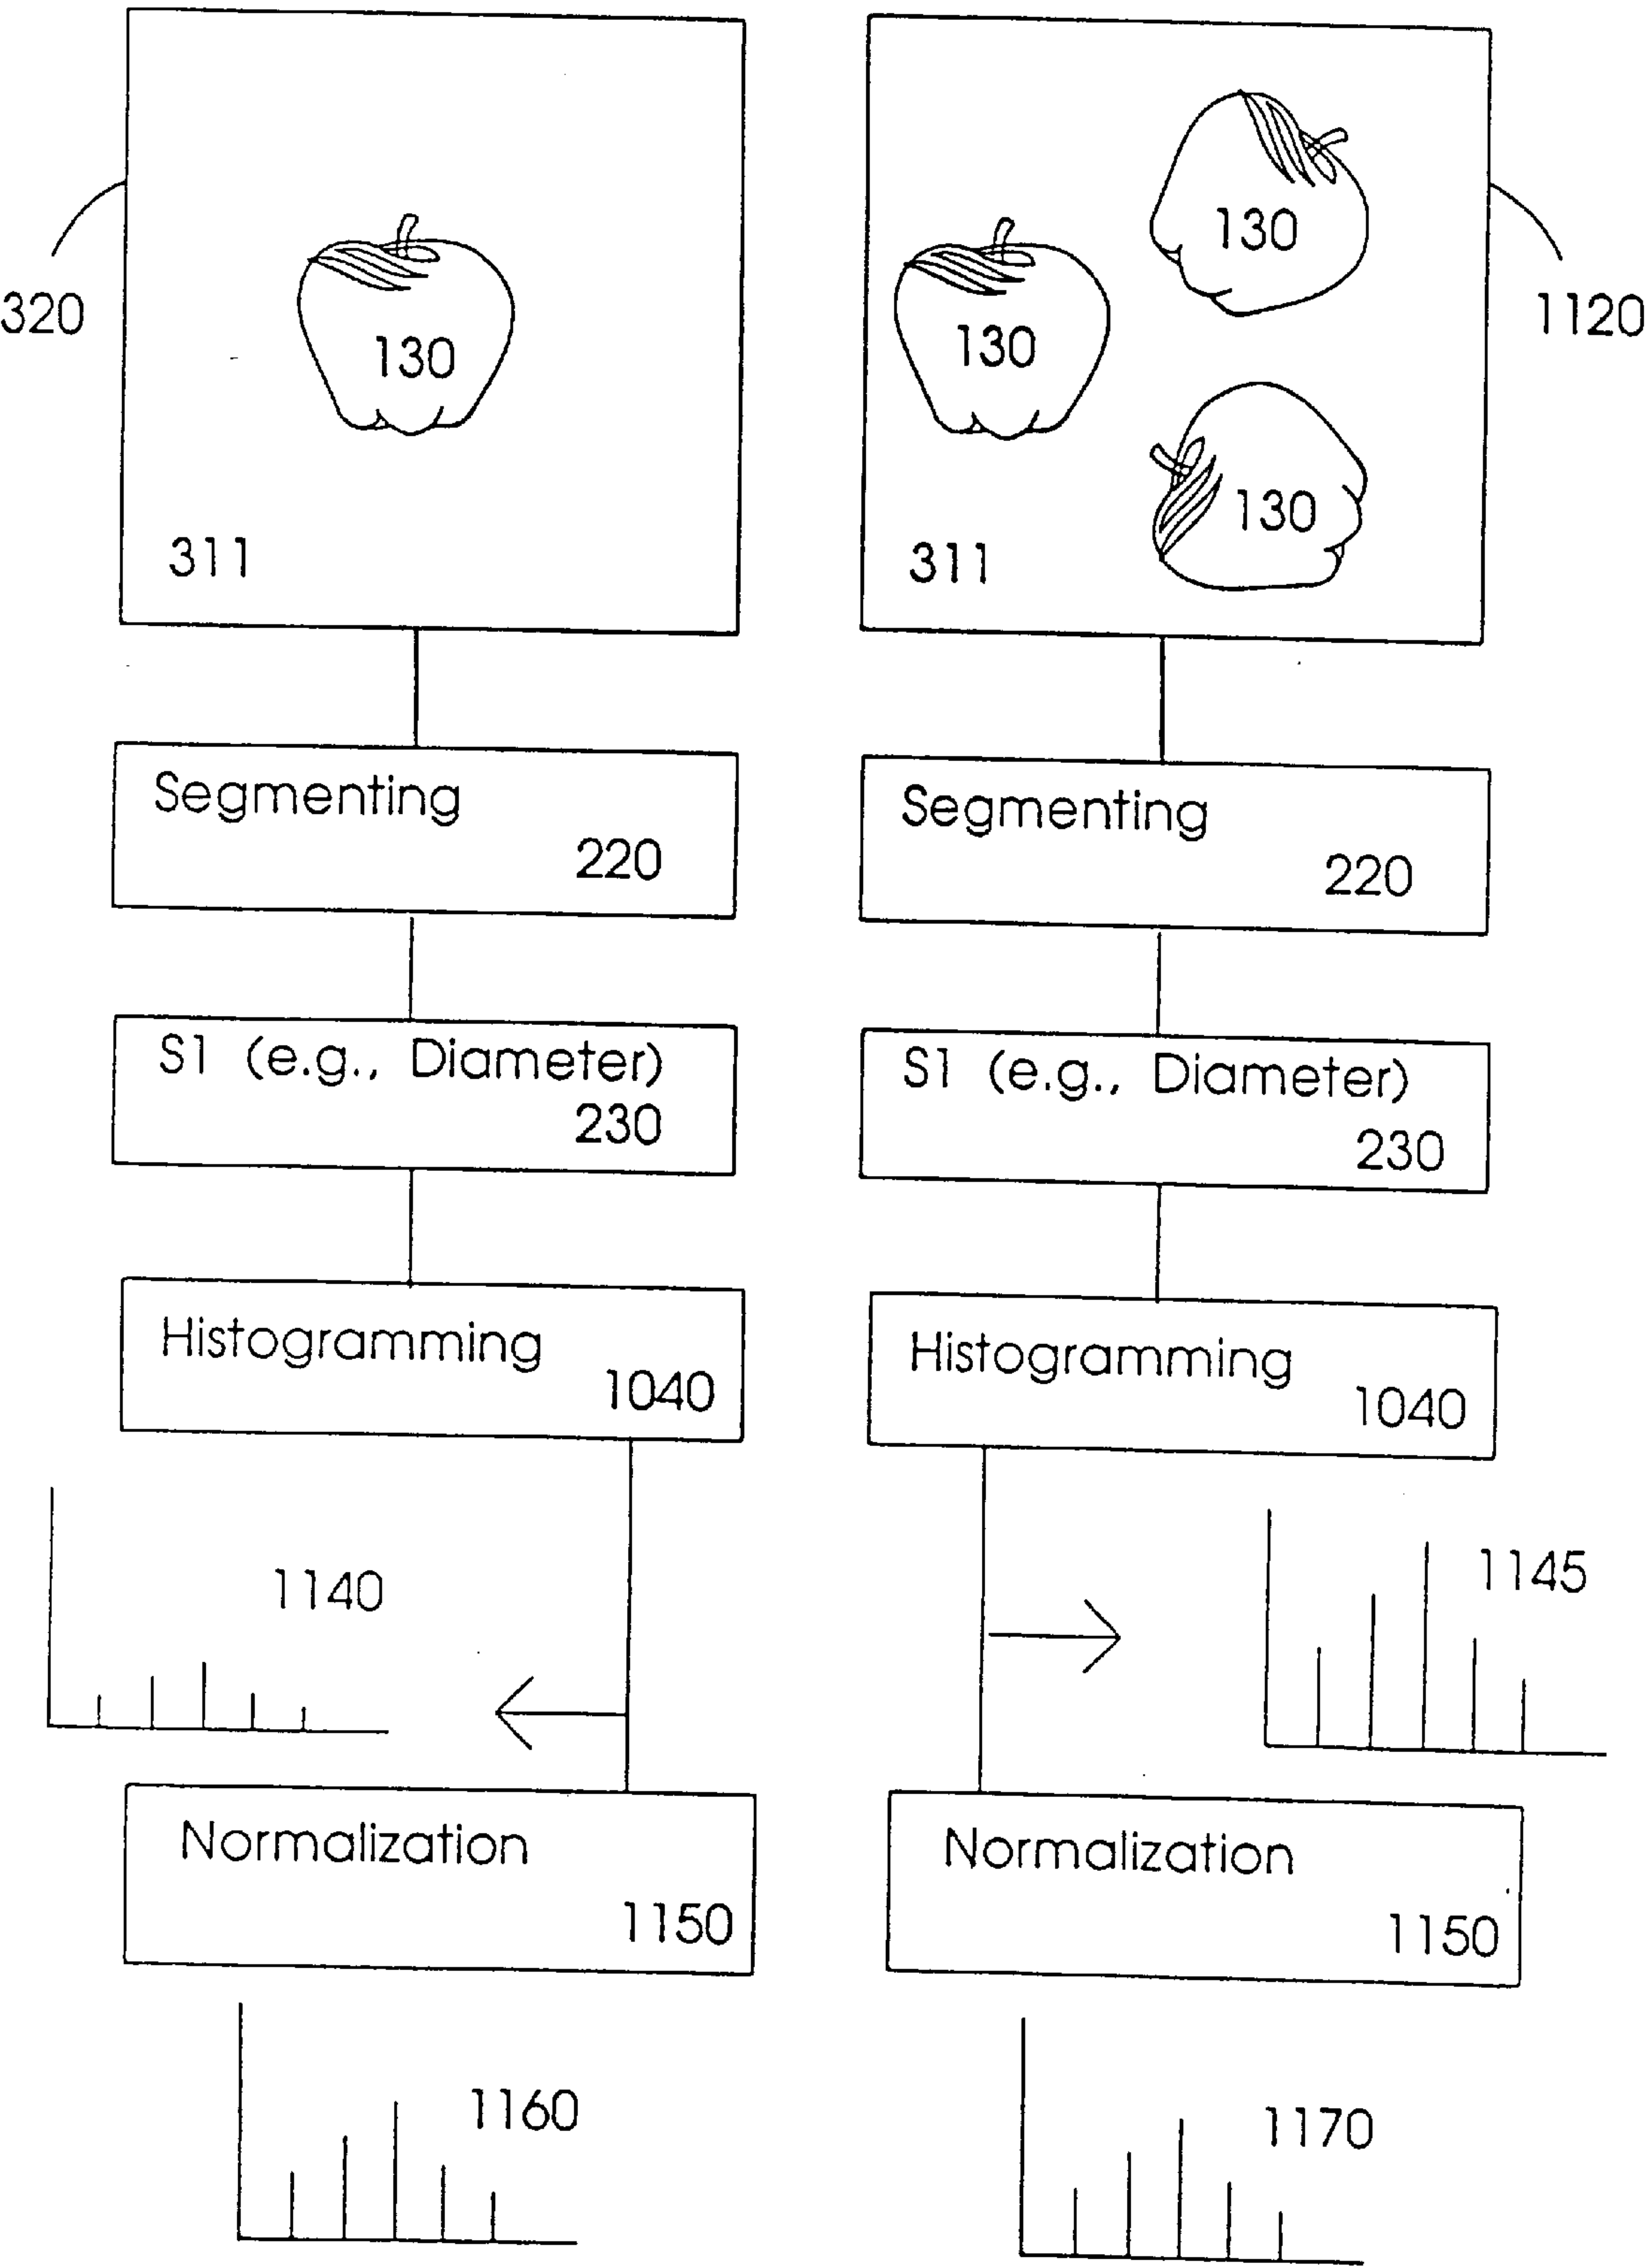 320
130
311
130
130
130
311
1120
Segmenting
220
Segmenting
220
S1 (e.g., Diameter)
230
S1 (e.g., Diameter)
230
Histogramming
1040
Histogramming
1040
1140
1145
Normalization
1150
Normalization
1150
1160
1170